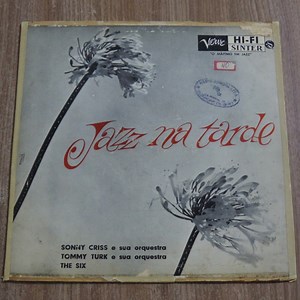 Verve
HI-FI
SINTER
Jazz na tarde
SONNY CRISS e sua orquestra
TOMMY TURK e sua orquestra
THE SIX